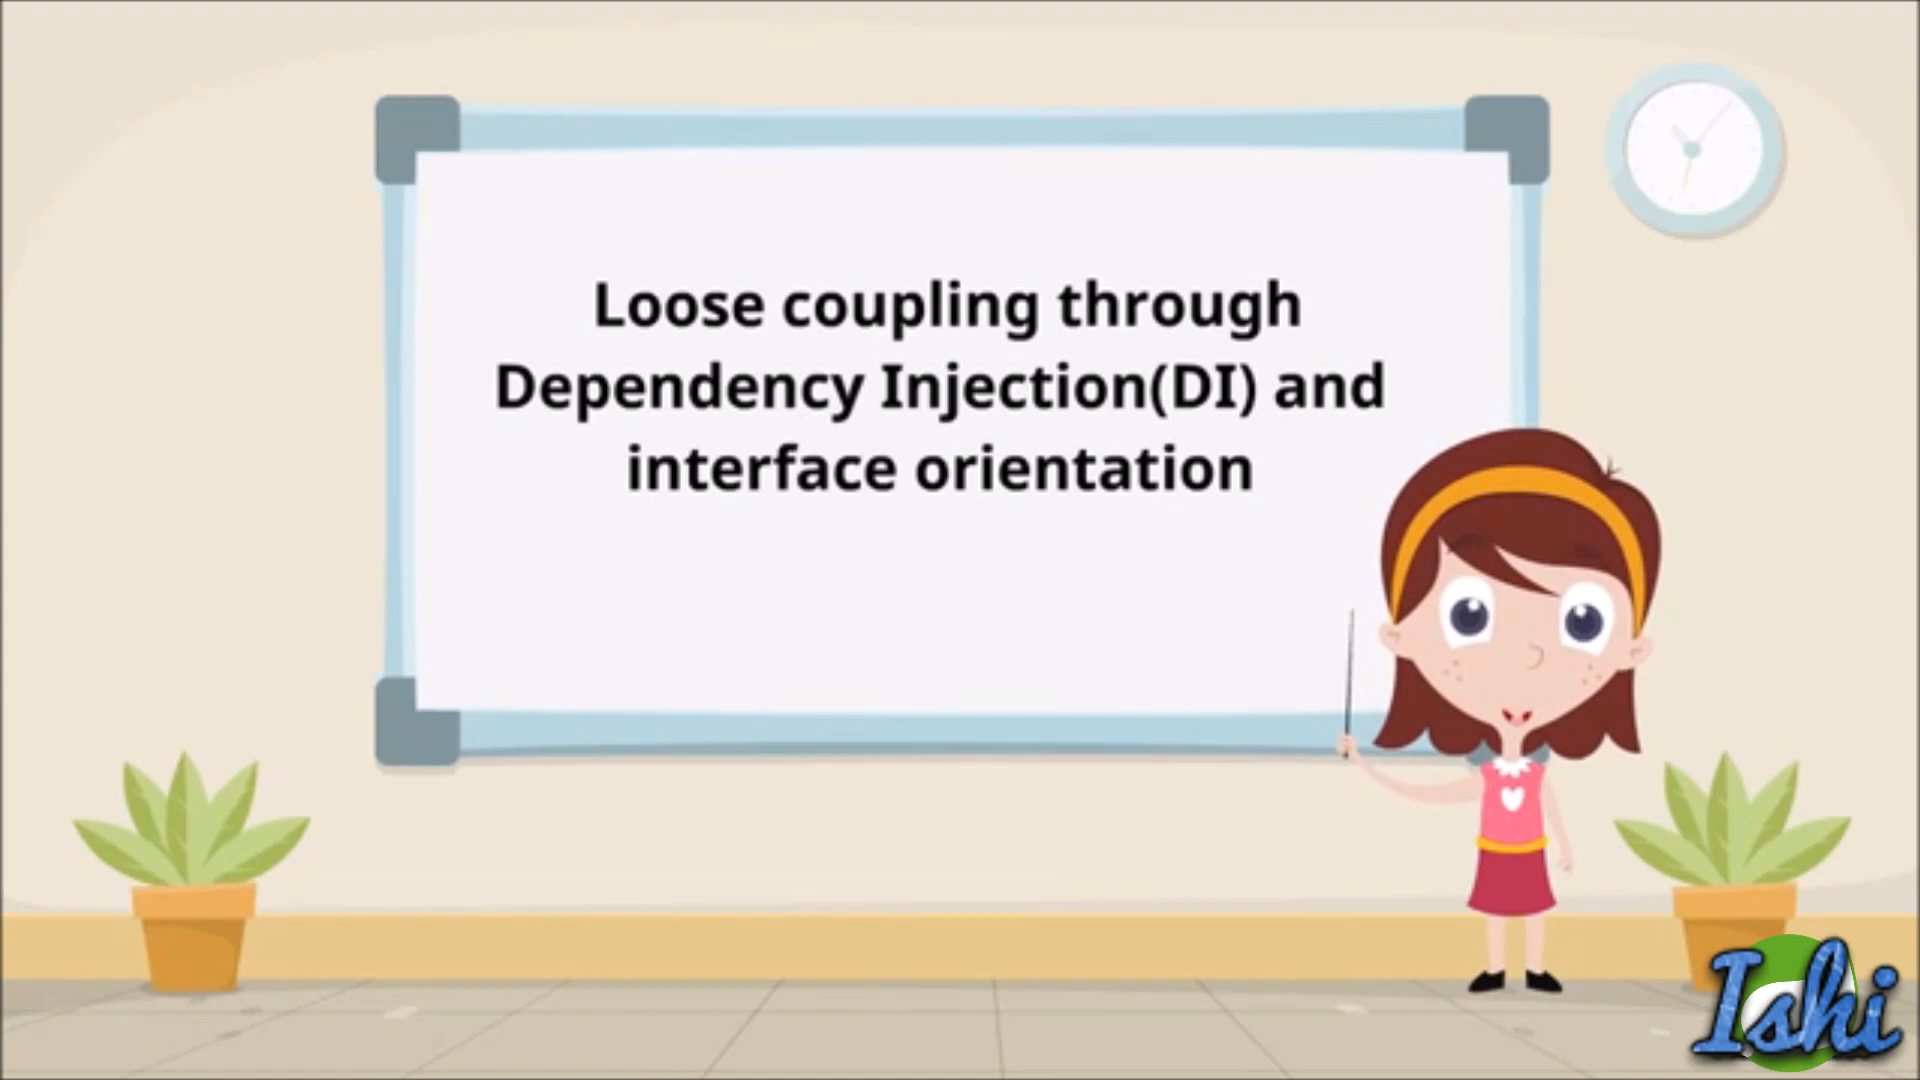 Loose coupling through
Dependency Injection(DI) and
interface orientation
Ishi